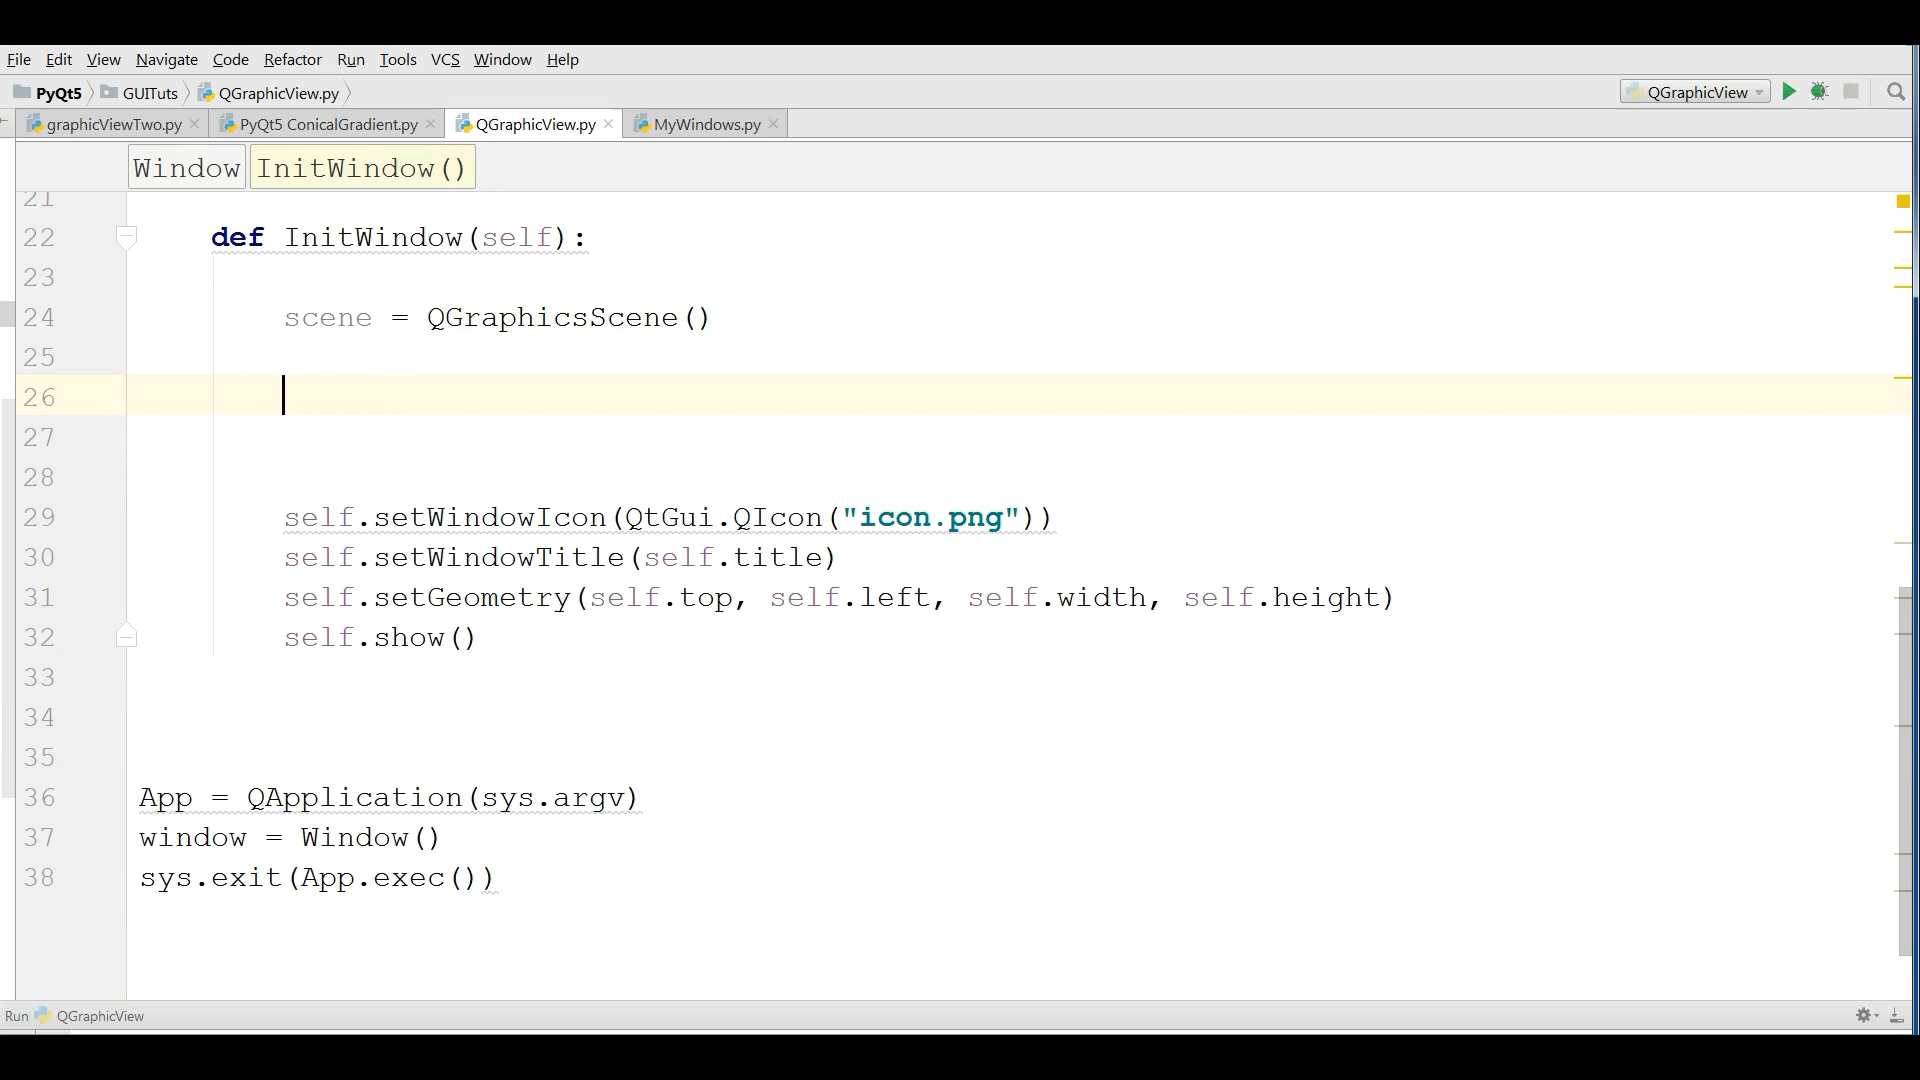 File Edit View Navigate Code Refactor Run Tools VCS Window Help
PyQt5 GUITuts QGraphicView.py QGraphicView
graphicViewTwo.py PyQt5 ConicalGradient.py QGraphicView.py MyWindows.py
Window InitWindow()
21
22 def InitWindow(self):
23
24 scene = QGraphicsScene()
25
26
27
28
29 self.setWindowIcon(QtGui.QIcon("icon.png"))
30 self.setWindowTitle(self.title)
31 self.setGeometry(self.top, self.left, self.width, self.height)
32 self.show()
33
34
35
36 App = QApplication(sys.argv)
37 window = Window()
38 sys.exit(App.exec())
Run QGraphicView